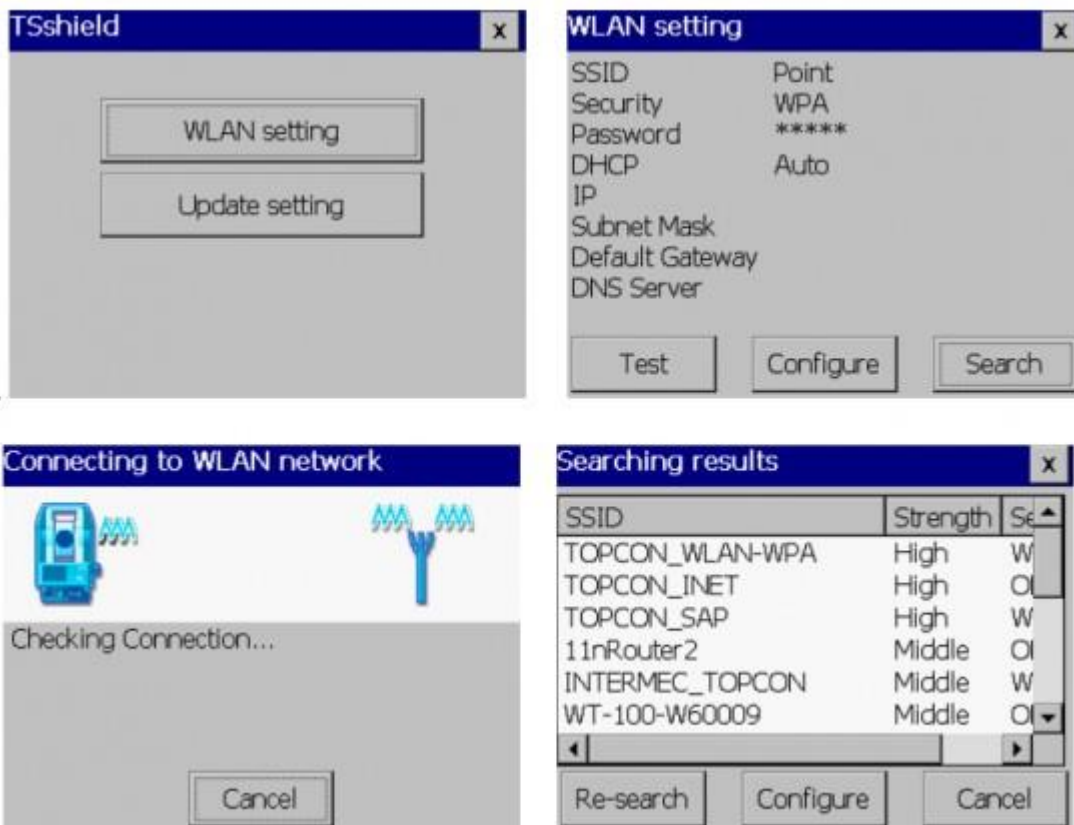 TSshield x
WLAN setting
Update setting
WLAN setting x
SSID Point
Security WPA
Password *****
DHCP Auto
IP
Subnet Mask
Default Gateway
DNS Server
Test Configure Search
Connecting to WLAN network
Checking Connection...
Cancel
Searching results x
SSID Strength Se
TOPCON_WLAN-WPA High W
TOPCON_INET High
TOPCON_SAP High W
11nRouter2 Middle
INTERMEC_TOPCON Middle W
WT-100-W60009 Middle
Re-search Configure Cancel